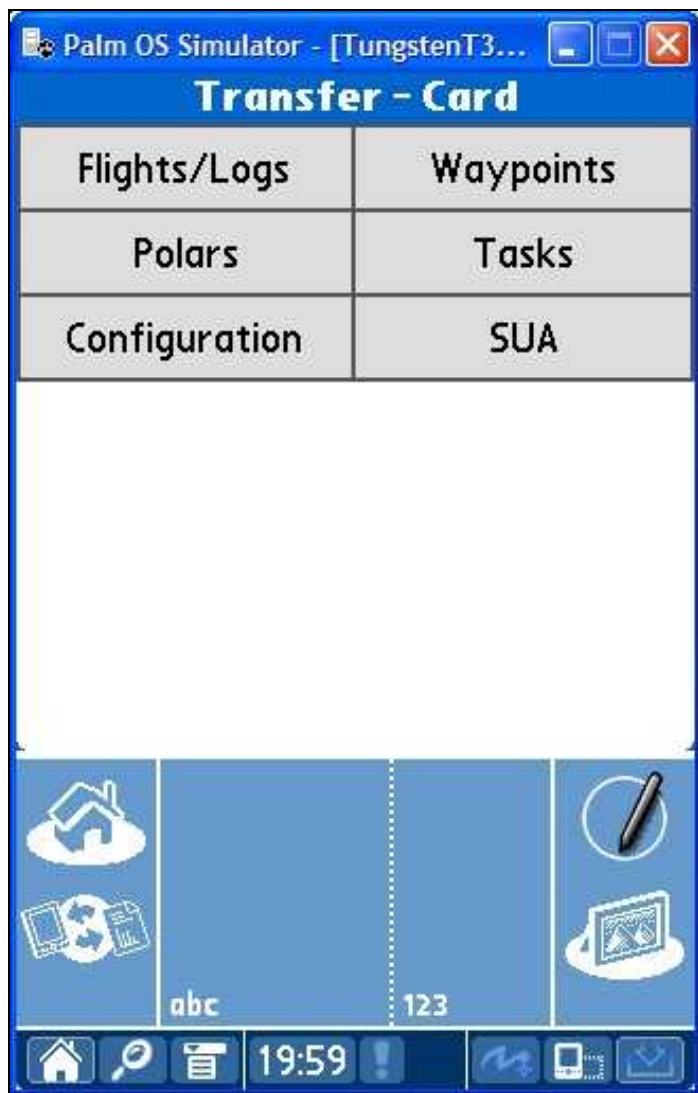 Palm OS Simulator - [TungstenT3...
Transfer - Card
Flights/Logs Waypoints
Polars Tasks
Configuration SUA
abc 123
19:59